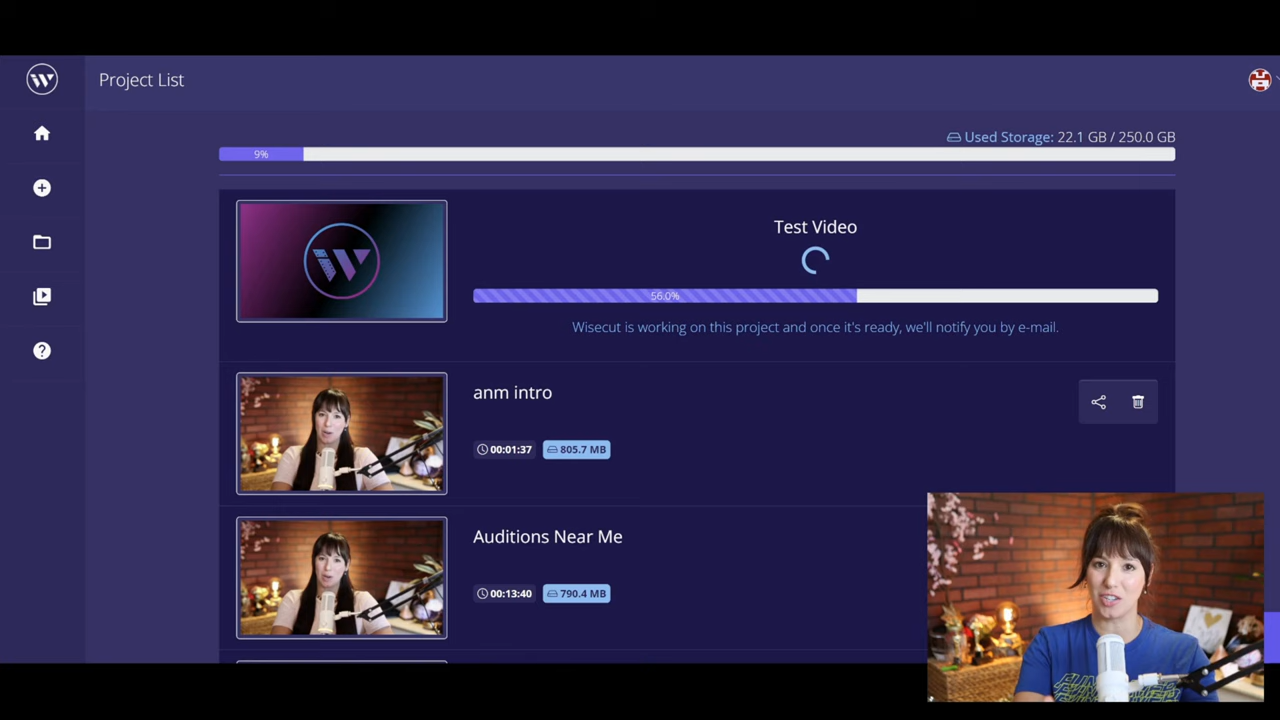 Project List
Used Storage: 22.1 GB / 250.0 GB
9%
Test Video
56.0%
Wisecut is working on this project and once it's ready, we'll notify you by e-mail.
anm intro
00:01:37 805.7 MB
Auditions Near Me
00:13:40 790.4 MB